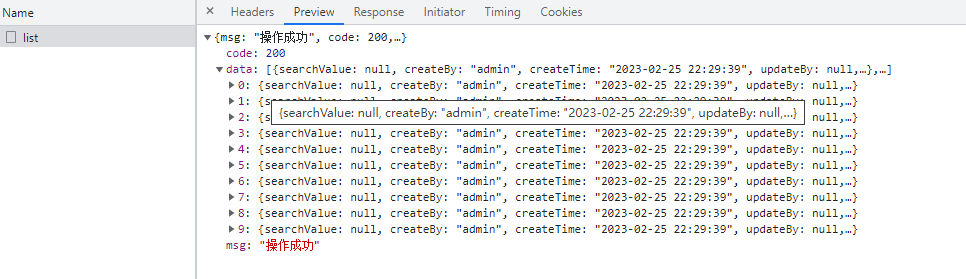 Name
Headers Preview Response Initiator Timing Cookies
list
{msg: "操作成功", code: 200,…}
code: 200
data: [{searchValue: null, createBy: "admin", createTime: "2023-02-25 22:29:39", updateBy: null,…},…]
0: {searchValue: null, createBy: "admin", createTime: "2023-02-25 22:29:39", updateBy: null,…}
1: {
{searchValue: null, createBy: "admin", createTime: "2023-02-25 22:29:39", updateBy: null,…}
2: {
3: {searchValue: null, createBy: "admin", createTime: "2023-02-25 22:29:39", updateBy: null,…}
4: {searchValue: null, createBy: "admin", createTime: "2023-02-25 22:29:39", updateBy: null,…}
5: {searchValue: null, createBy: "admin", createTime: "2023-02-25 22:29:39", updateBy: null,…}
6: {searchValue: null, createBy: "admin", createTime: "2023-02-25 22:29:39", updateBy: null,…}
7: {searchValue: null, createBy: "admin", createTime: "2023-02-25 22:29:39", updateBy: null,…}
8: {searchValue: null, createBy: "admin", createTime: "2023-02-25 22:29:39", updateBy: null,…}
9: {searchValue: null, createBy: "admin", createTime: "2023-02-25 22:29:39", updateBy: null,…}
msg: "操作成功"